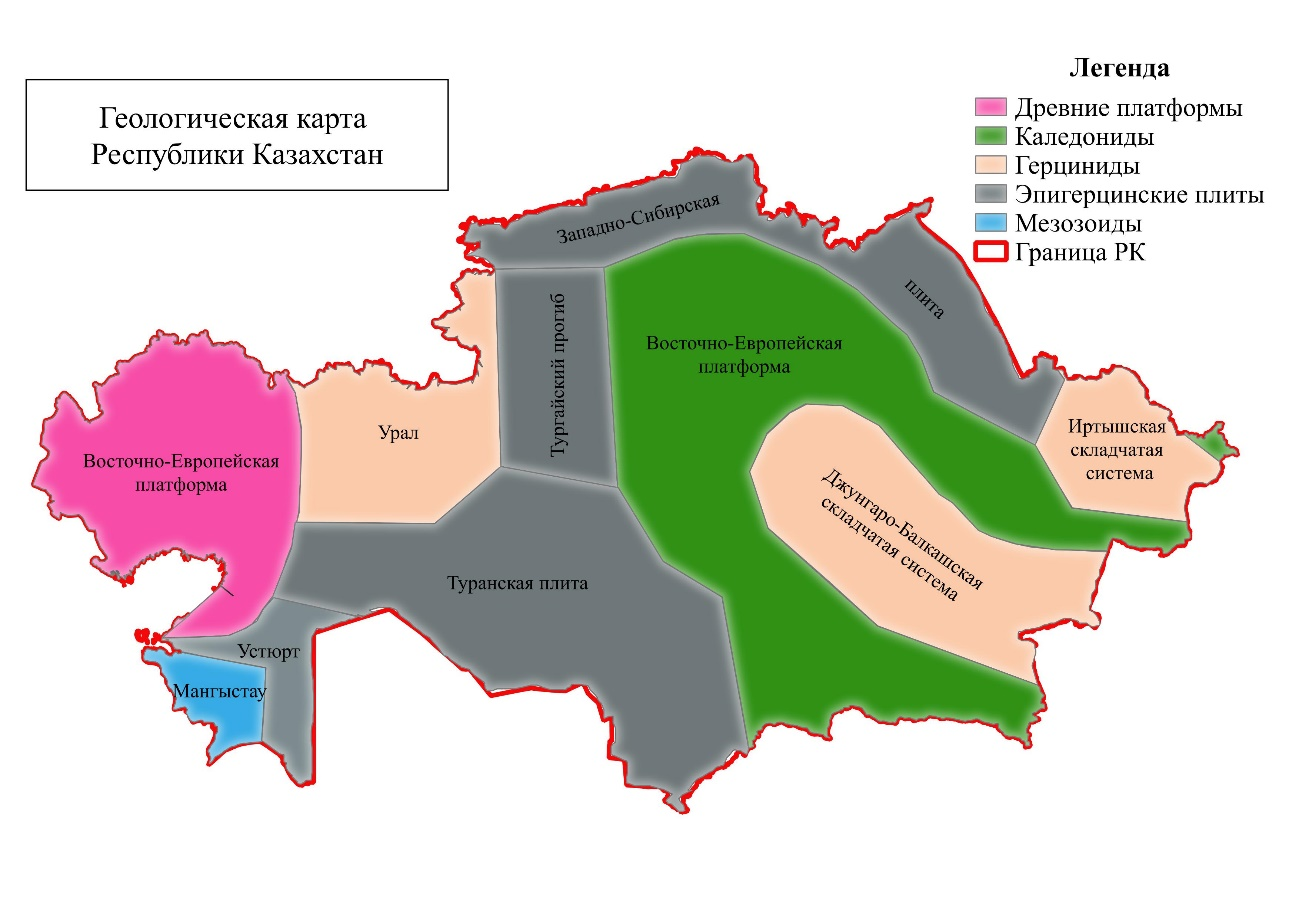 Геологическая карта
Республики Казахстан
Легенда
Древние платформы
Каледониды
Герциниды
Эпигерцинские плиты
Мезозоиды
Граница РК
Западно-Сибирская
плита
Тургайский прогиб
Восточно-Европейская
платформа
Урал
Восточно-Европейская
платформа
Иртышская
складчатая
система
Джунгаро-Балкашская
складчатая система
Туранская плита
Устюрт
Мангыстау